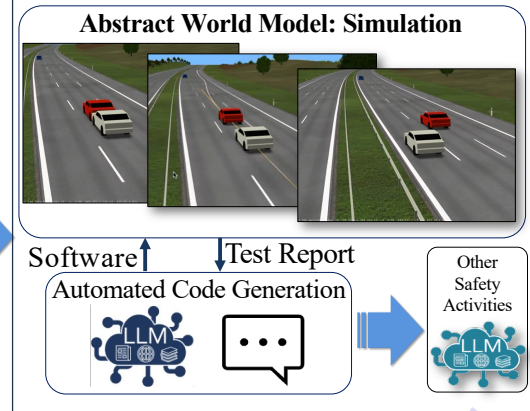 Abstract World Model: Simulation
Software
Test Report
Automated Code Generation
LLM
Other
Safety
Activities
LLM